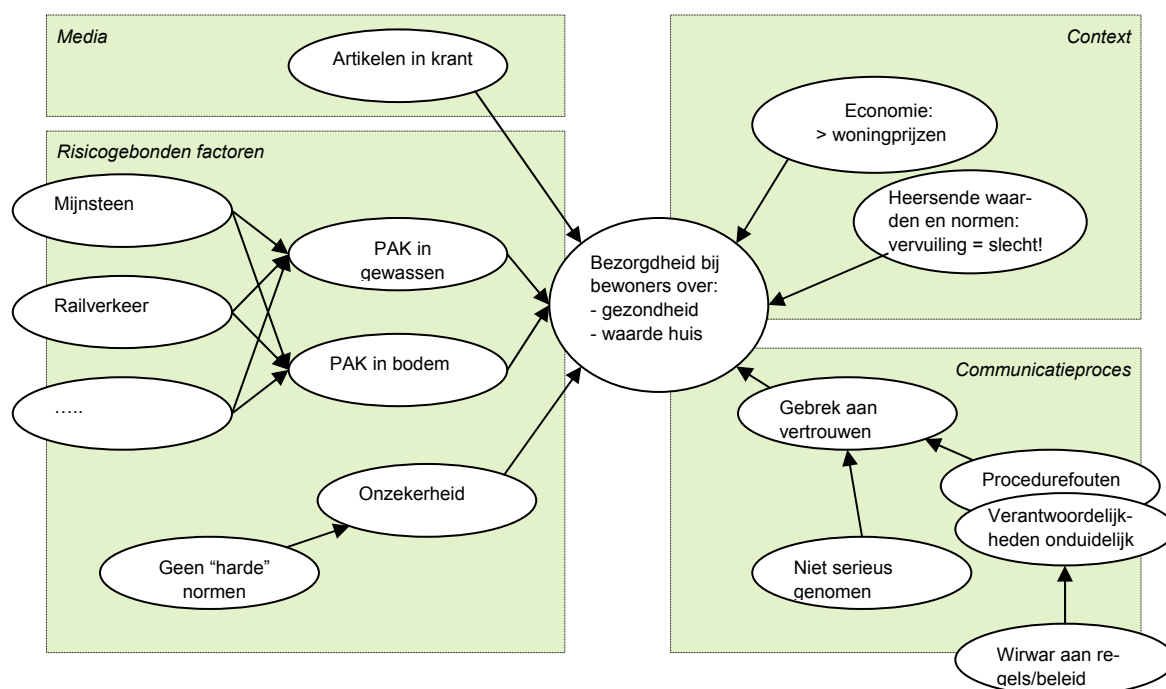 Media
Artikelen in krant
Risicogebonden factoren
Mijnsteen
Railverkeer
.....
PAK in
gewassen
PAK in bodem
Onzekerheid
Geen “harde”
normen
Bezorgdheid bij
bewoners over:
- gezondheid
- waarde huis
Context
Economie:
> woningprijzen
Heersende waar-
den en normen:
vervuiling = slecht!
Communicatieproces
Gebrek aan
vertrouwen
Procedurefouten
Verantwoordelijk-
heden onduidelijk
Niet serieus
genomen
Wirwar aan re-
gels/beleid